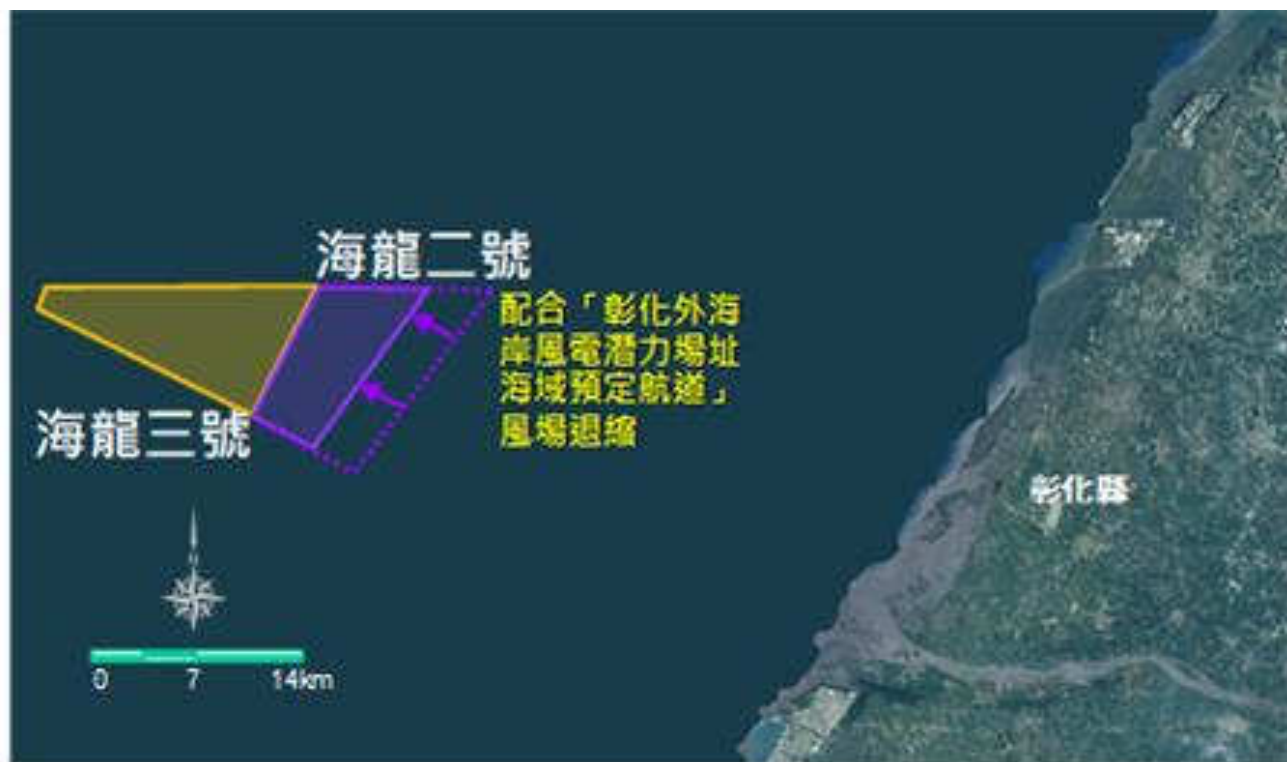 海龍二號
配合「彰化外海
岸風電潛力場址
海域預定航道」
風場退縮
海龍三號
彰化縣
0 7 14km